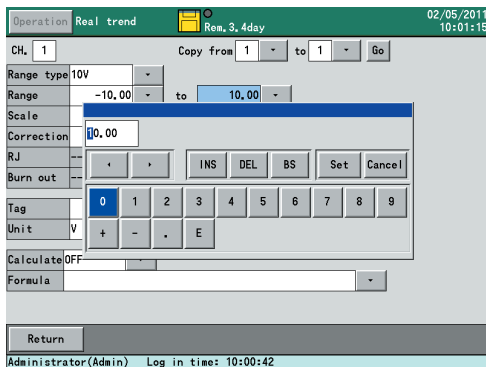 Operation Real trend Rem.3.4day 02/05/2011
10:01:15
CH. 1 Copy from 1 to 1 Go
Range type 10V
Range -10.00 to 10.00
Scale
Correction 10.00
RJ --
INS DEL BS Set Cancel
Burn out --
Tag 0 1 2 3 4 5 6 7 8 9
Unit V + - . E
Calculate OFF
Formula
Return
Administrator(Admin) Log in time: 10:00:42